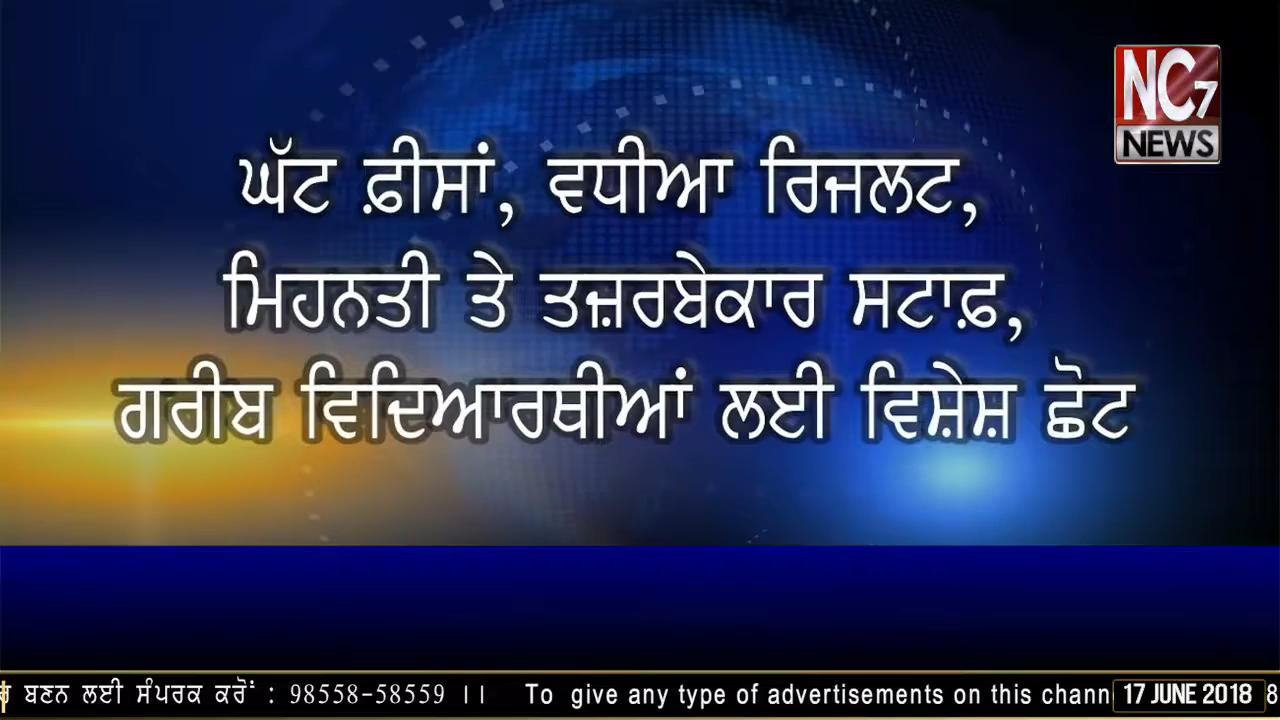 NC7
NEWS
ਘੱਟ ਫ਼ੀਸਾਂ, ਵਧੀਆ ਰਿਜਲਟ,
ਮਿਹਨਤੀ ਤੇ ਤਜ਼ਰਬੇਕਾਰ ਸਟਾਫ਼,
ਗਰੀਬ ਵਿਦਿਆਰਥੀਆਂ ਲਈ ਵਿਸ਼ੇਸ਼ ਛੋਟ
ਬਣਨ ਲਈ ਸੰਪਰਕ ਕਰੋਂ : 98558-58559 ।। To give any type of advertisements on this chann 17 JUNE 2018 8